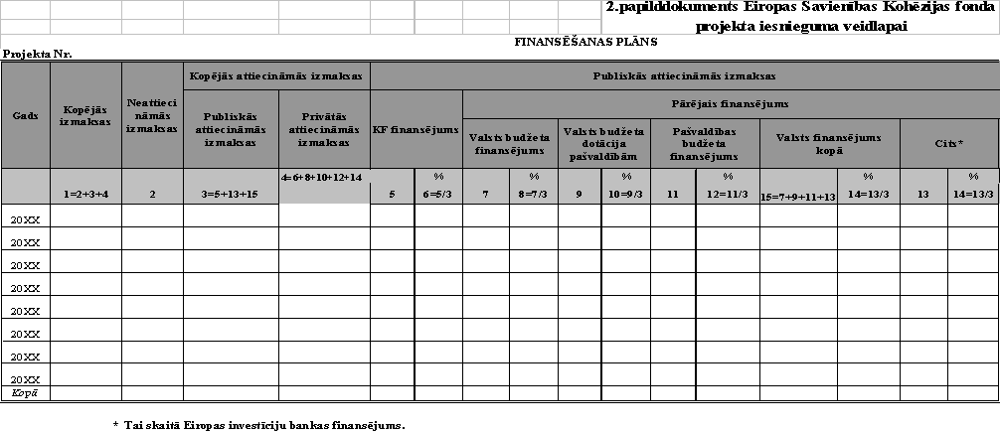 2.papilddokuments Eiropas Savienības Kohēzijas fonda
projekta iesnieguma veidlapai
FINANSĒŠANAS PLĀNS
Projekta Nr.
Gads
Kopējās
izmaksas
Neattieci
nāmās
izmaksas
Kopējās attiecināmās izmaksas
Publiskās attiecināmās izmaksas
Publiskās
attiecināmās
izmaksas
Privātās
attiecināmās
izmaksas
KF finansējums
Pārējais finansējums
Valsts budžeta
finansējums
Valsts budžeta
dotācija
pašvaldībām
Pašvaldības
budžeta
finansējums
Valsts finansējums
kopā
Cits*
4=6+8+10+12+14 % % % % % %
1=2+3+4 2 3=5+13+15 5 6=5/3 7 8=7/3 9 10=9/3 11 12=11/3 15=7+9+11+13 14=13/3 13 14=13/3
20XX
20XX
20XX
20XX
20XX
20XX
20XX
20XX
Kopā
* Tai skaitā Eiropas investīciju bankas finansējums.